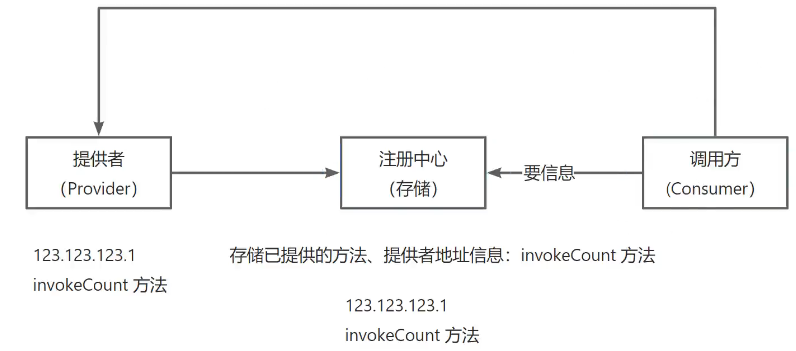 提供者
（Provider）
注册中心
（存储）
要信息
调用方
(Consumer）
123.123.123.1
invokeCount 方法
存储已提供的方法、提供者地址信息：invokeCount 方法
123.123.123.1
invokeCount 方法